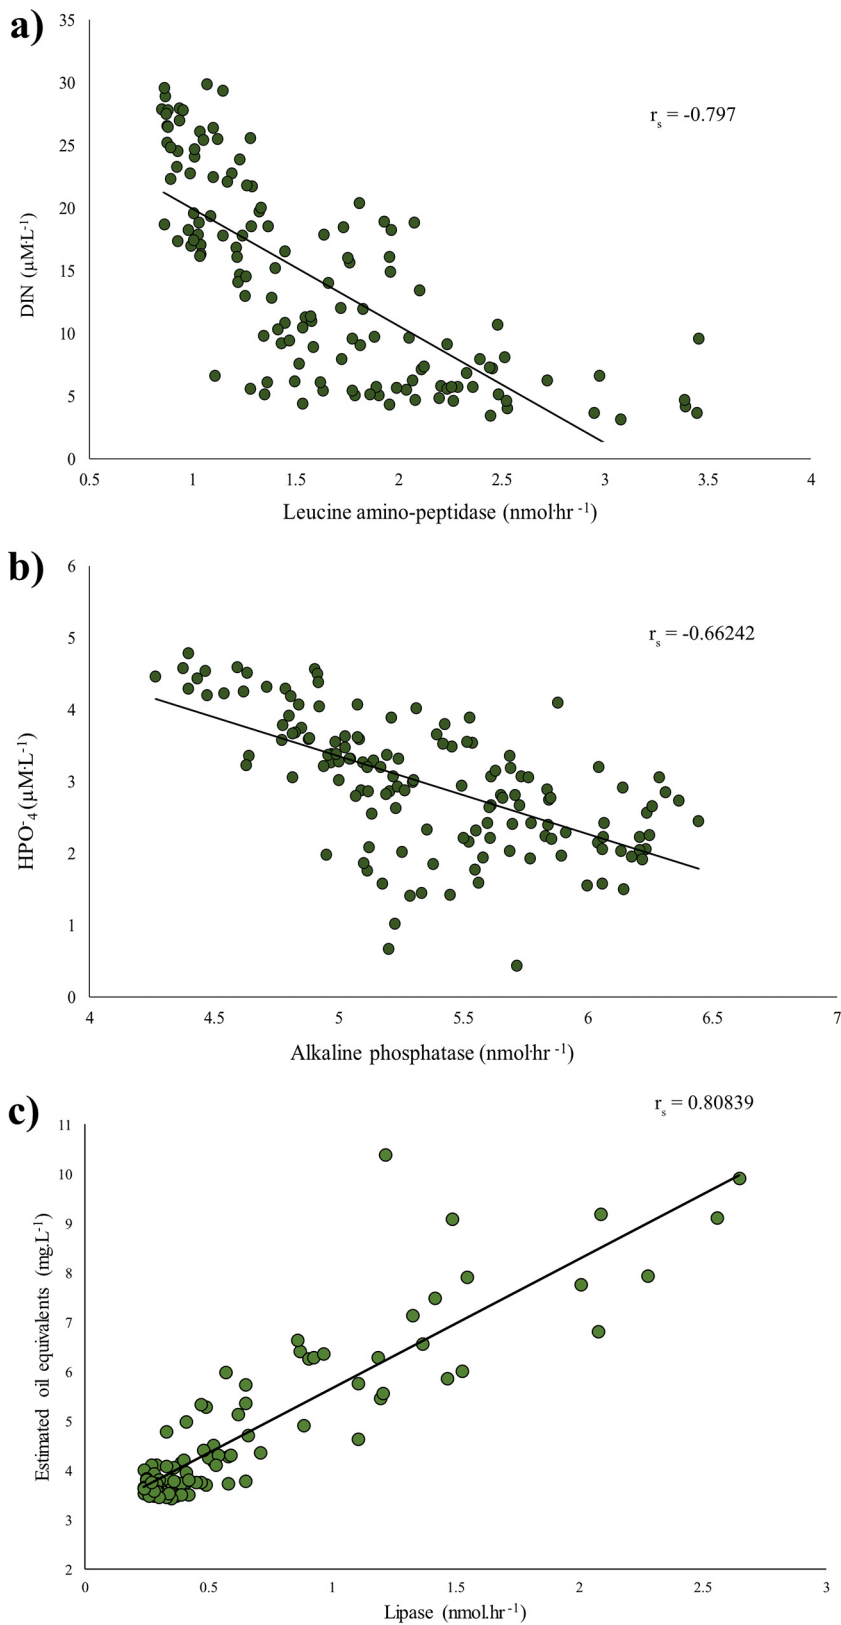 a)
35
30
25
20
15
10
5
0
DIN (µM·L-1)
rs = -0.797
0.5 1 1.5 2 2.5 3 3.5 4
Leucine amino-peptidase (nmol·hr -1)
b)
6
5
4
3
2
1
0
HPO-4 (µM·L-1)
rs = -0.66242
4 4.5 5 5.5 6 6.5 7
Alkaline phosphatase (nmol·hr -1)
c)
rs = 0.80839
11
10
9
8
7
6
5
4
3
2
Estimated oil equivalents (mg.L-1)
0 0.5 1 1.5 2 2.5 3
Lipase (nmol.hr-1)